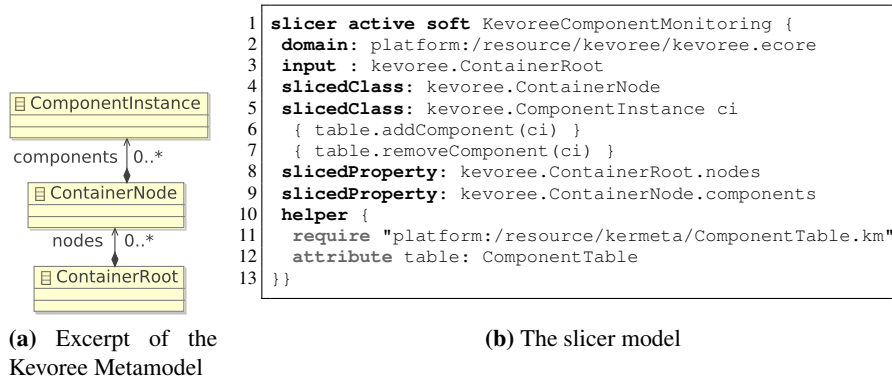 ComponentInstance
components 0..*
ContainerNode
nodes 0..*
ContainerRoot
(a) Excerpt of the
Kevoree Metamodel
1 slicer active soft KevoreeComponentMonitoring {
2 domain: platform:/resource/kevoree/kevoree.ecore
3 input : kevoree.ContainerRoot
4 slicedClass: kevoree.ContainerNode
5 slicedClass: kevoree.ComponentInstance ci
6 { table.addComponent(ci) }
7 { table.removeComponent(ci) }
8 slicedProperty: kevoree.ContainerRoot.nodes
9 slicedProperty: kevoree.ContainerNode.components
10 helper {
11 require "platform:/resource/kermeta/ComponentTable.km"
12 attribute table: ComponentTable
13 }}
(b) The slicer model